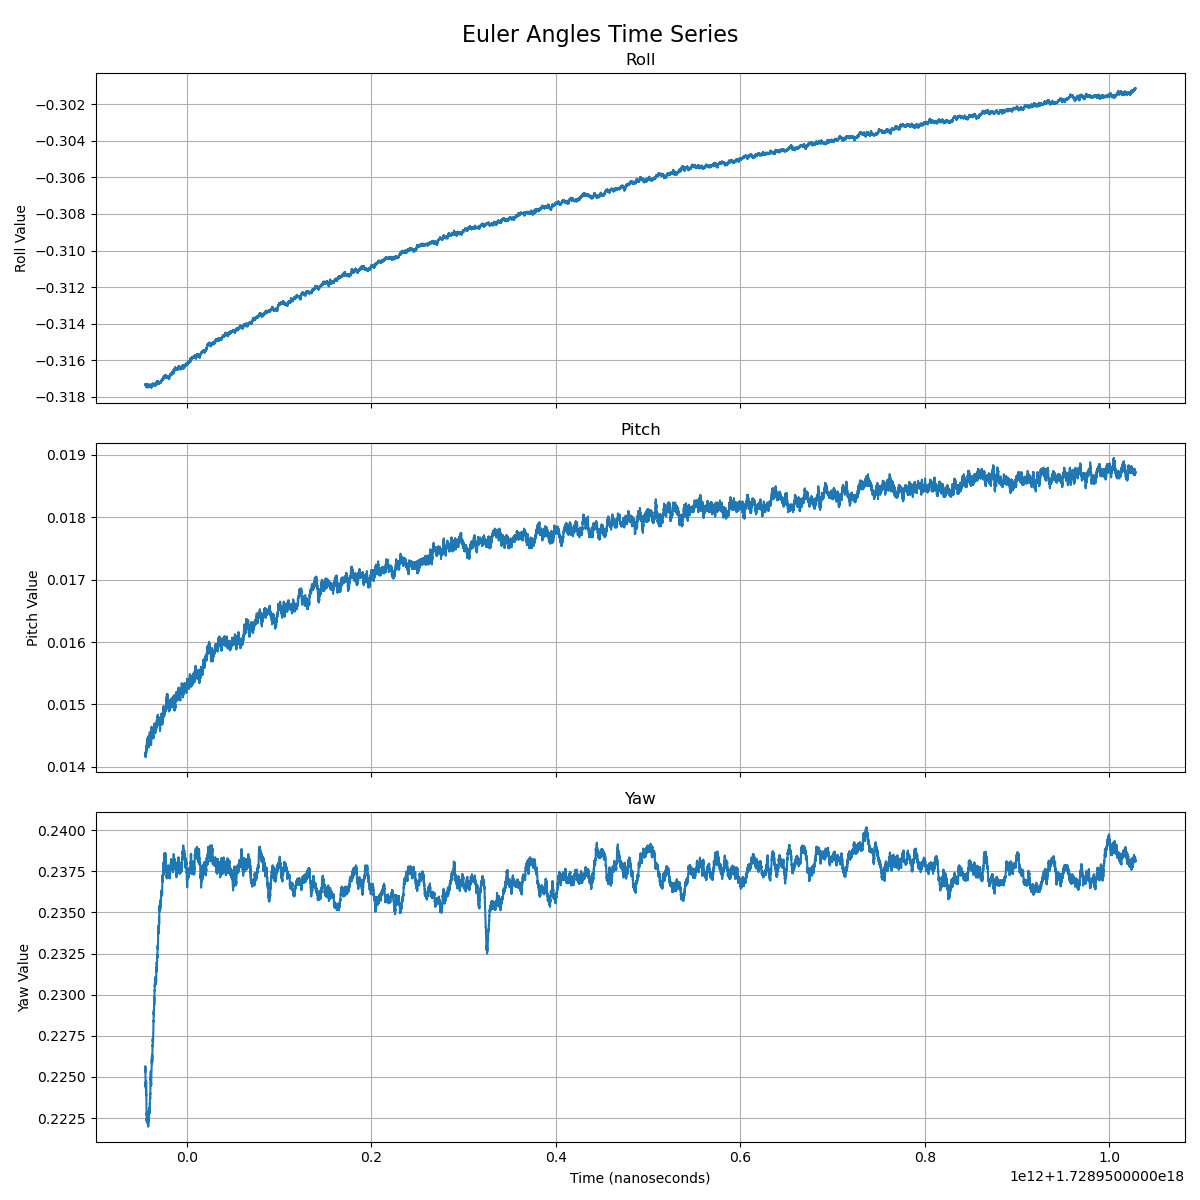 Euler Angles Time Series
Roll
−0.302
−0.304
−0.306
−0.308
−0.310
−0.312
−0.314
−0.316
−0.318
Roll Value
Pitch
0.019
0.018
0.017
0.016
0.015
0.014
Pitch Value
Yaw
0.2400
0.2375
0.2350
0.2325
0.2300
0.2275
0.2250
0.2225
Yaw Value
0.0 0.2 0.4 0.6 0.8 1.0
Time (nanoseconds)
1e12+1.7289500000e18